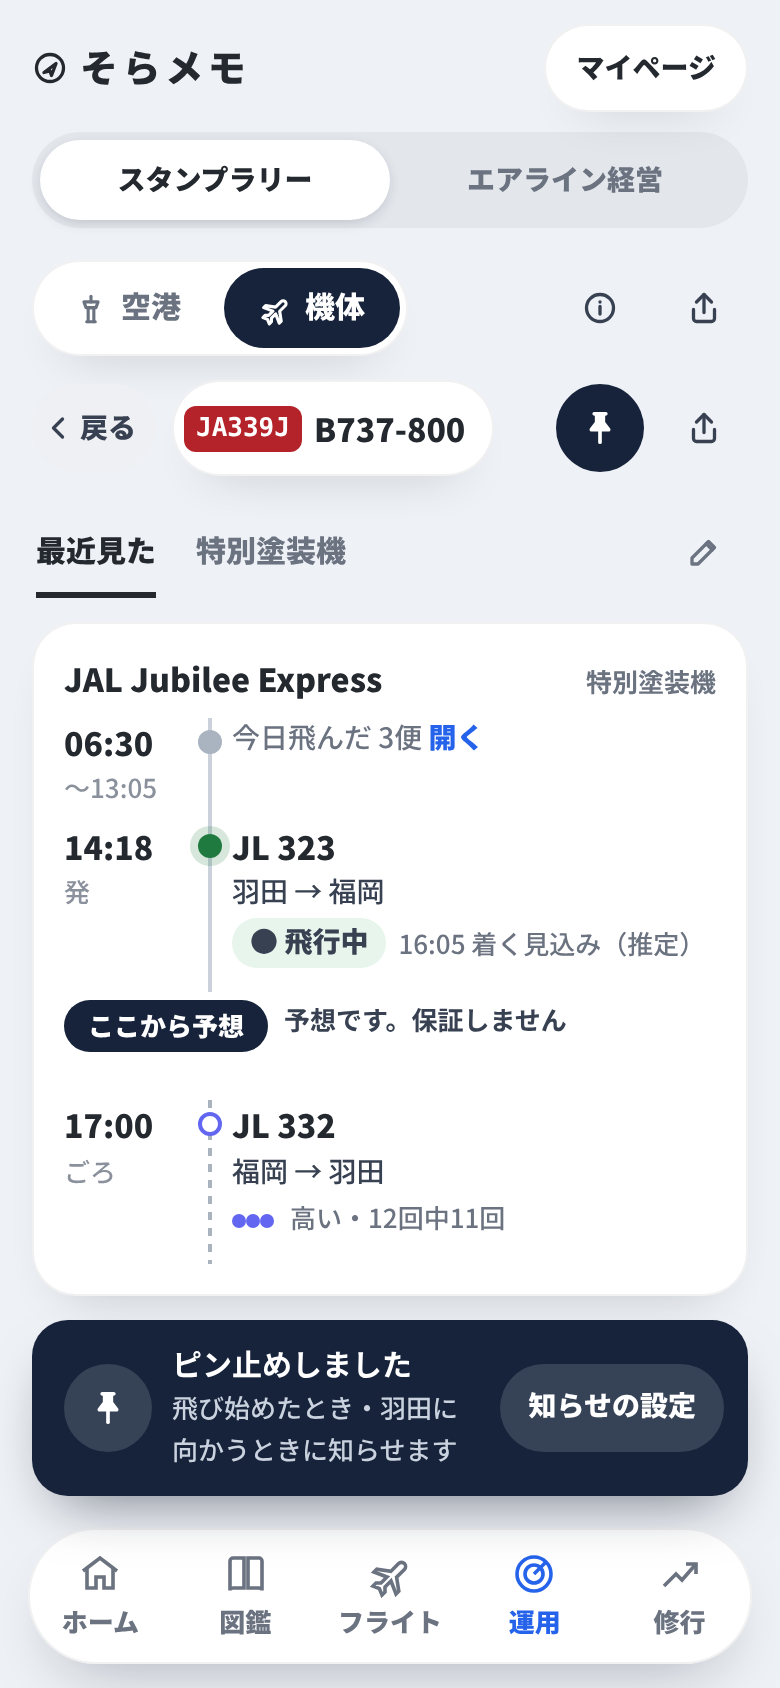 そらメモ
マイページ
スタンプラリー
エアライン経営
空港
機体
戻る
JA339J
B737-800
最近見た
特別塗装機
JAL Jubilee Express
特別塗装機
06:30
〜13:05
今日飛んだ 3便 開く
14:18
発
JL 323
羽田 → 福岡
飛行中
16:05 着く見込み（推定）
ここから予想
予想です。保証しません
17:00
ごろ
JL 332
福岡 → 羽田
高い・12回中11回
ピン止めしました
飛び始めたとき・羽田に
向かうときに知らせます
知らせの設定
ホーム
図鑑
フライト
運用
修行